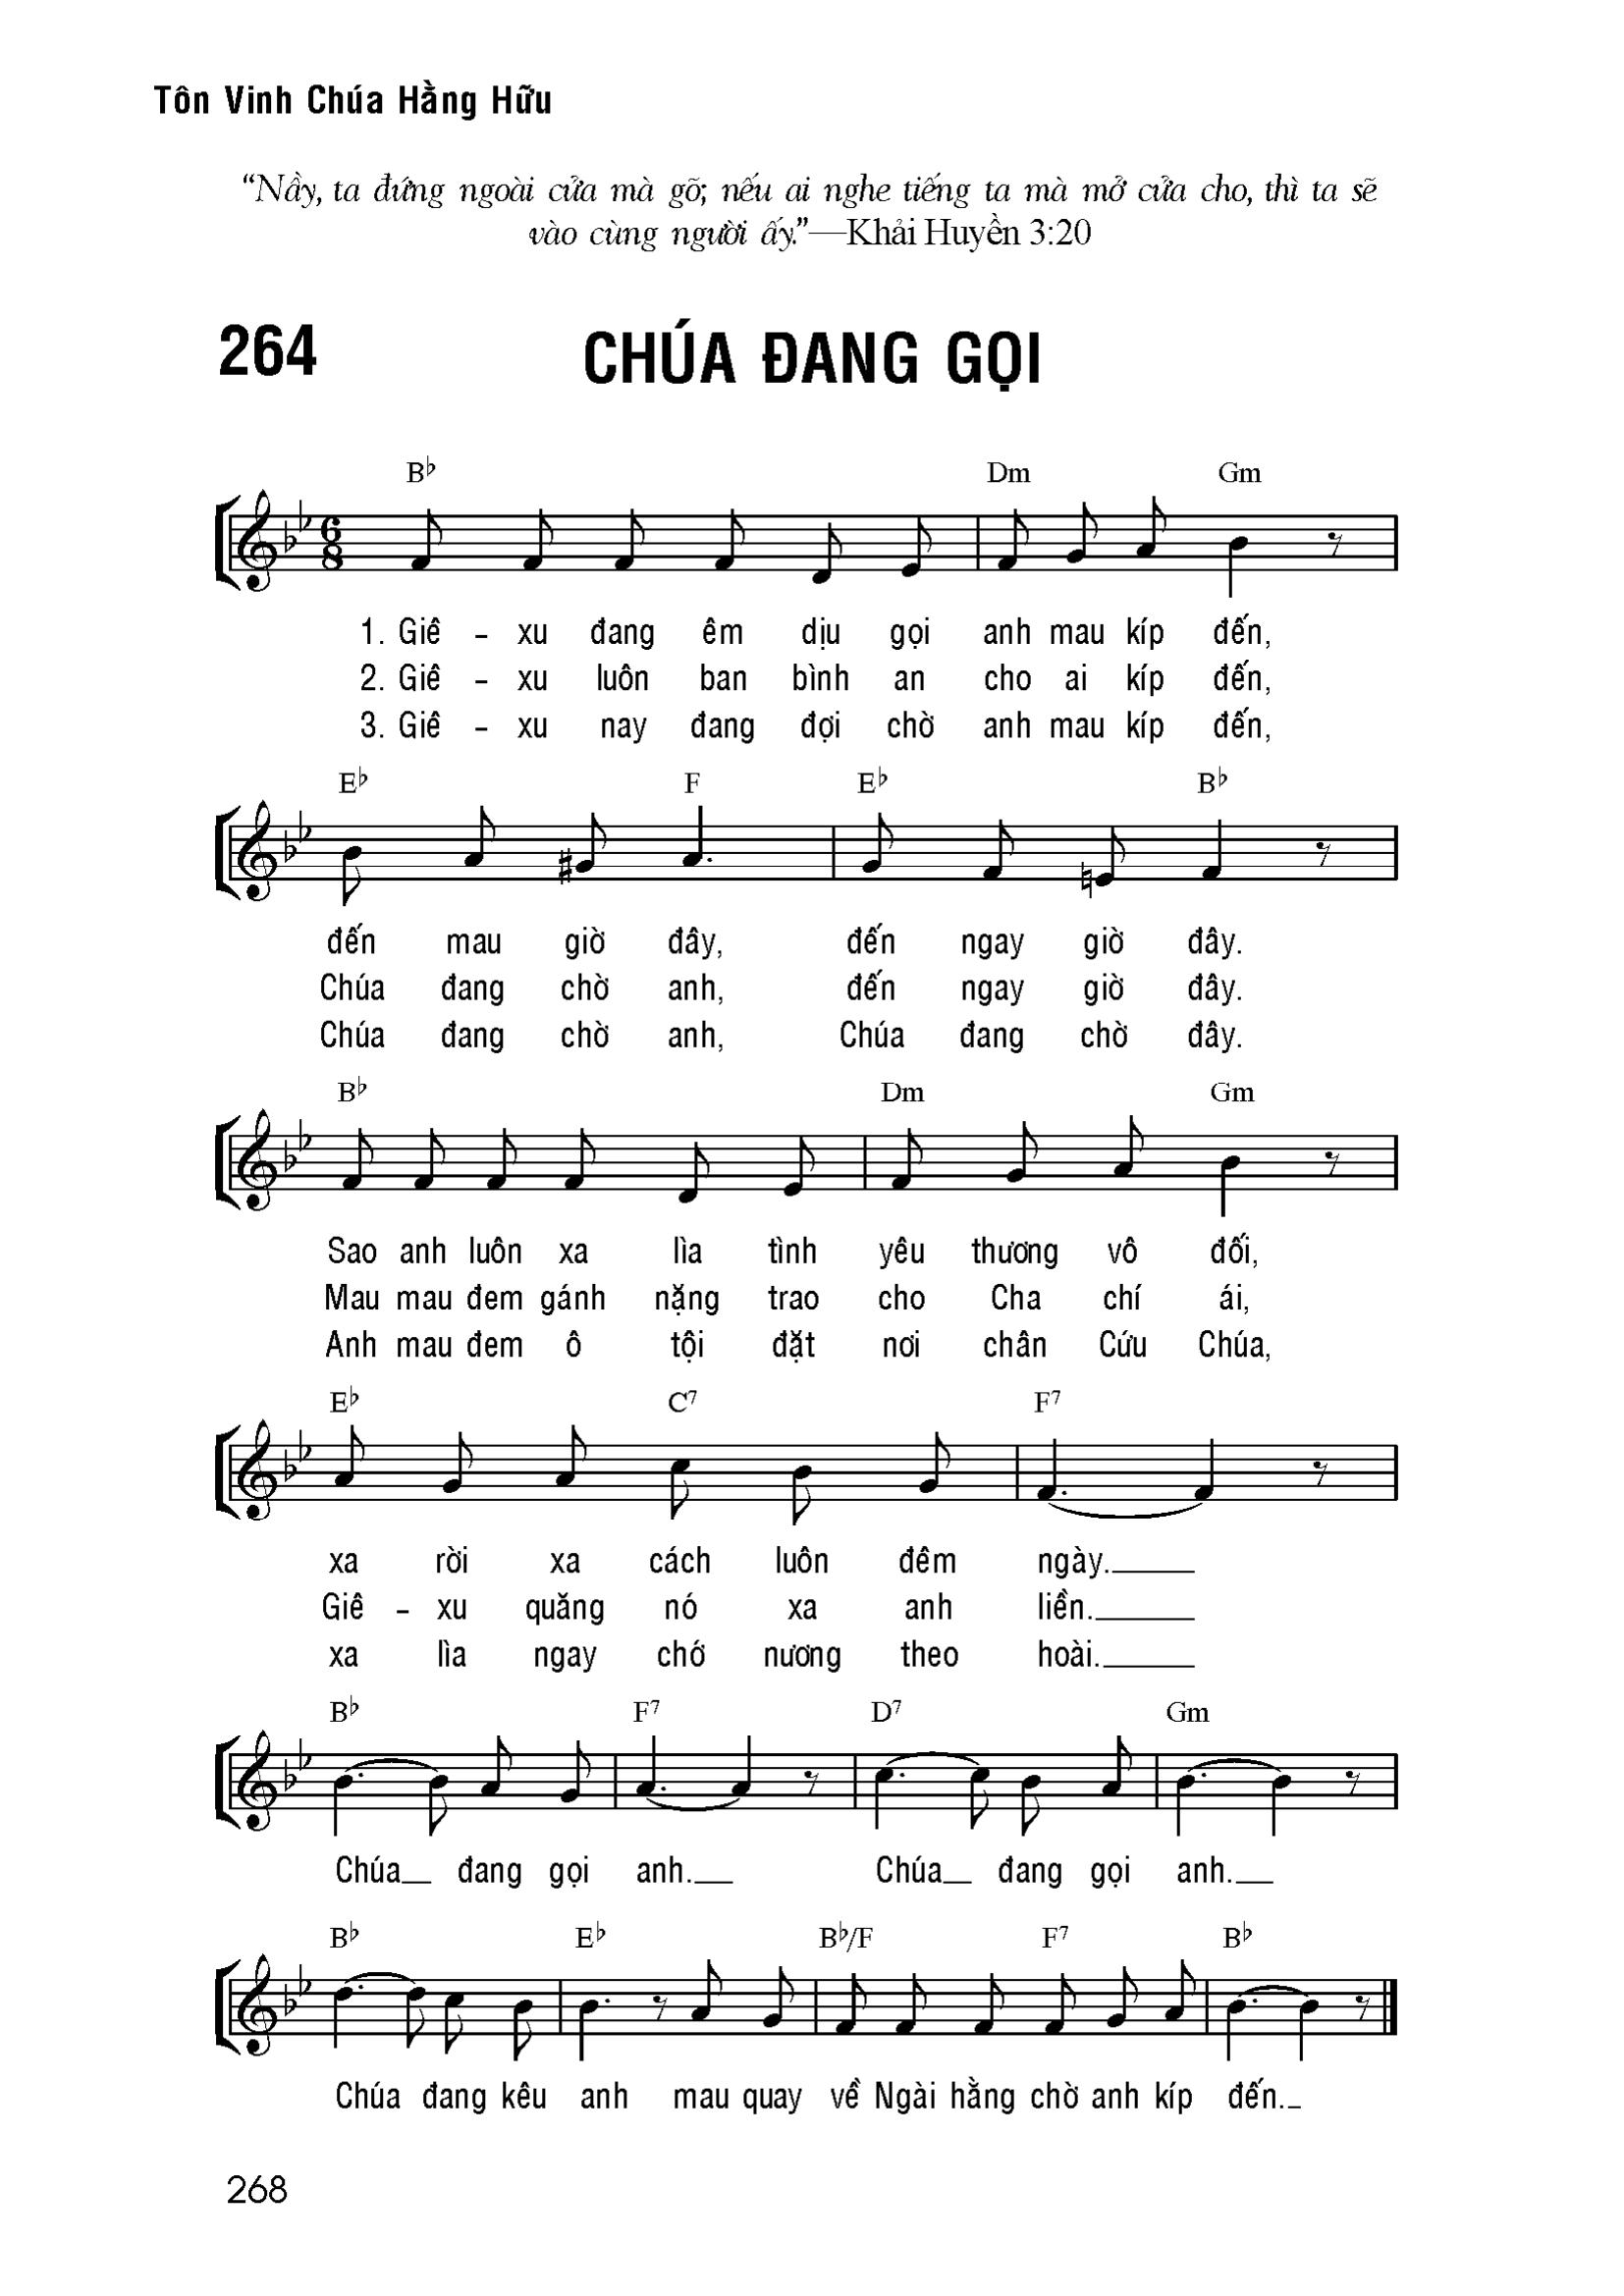 Tôn Vinh Chúa Hằng Hữu
“Nầy, ta đứng ngoài cửa mà gõ; nếu ai nghe tiếng ta mà mở cửa cho, thì ta sẽ
vào cùng người ấy.”—Khải Huyền 3:20
264 CHÚA ĐANG GỌI
B♭ Dm Gm
6
8
1. Giê - xu đang êm dịu gọi anh mau kíp đến,
2. Giê - xu luôn ban bình an cho ai kíp đến,
3. Giê - xu nay đang đợi chờ anh mau kíp đến,
E♭ F E♭ B♭
đến mau giờ đây, đến ngay giờ đây.
Chúa đang chờ anh, đến ngay giờ đây.
Chúa đang chờ anh, Chúa đang chờ đây.
B♭ Dm Gm
Sao anh luôn xa lìa tình yêu thương vô đối,
Mau mau đem gánh nặng trao cho Cha chí ái,
Anh mau đem ô tội đặt nơi chân Cứu Chúa,
E♭ C7 F7
xa rời xa cách luôn đêm ngày.
Giê - xu quăng nó xa anh liền.
xa lìa ngay chớ nương theo hoài.
B♭ F7 D7 Gm
Chúa đang gọi anh. Chúa đang gọi anh.
B♭ E♭ B♭/F F7 B♭
Chúa đang kêu anh mau quay về Ngài hằng chờ anh kíp đến.
268